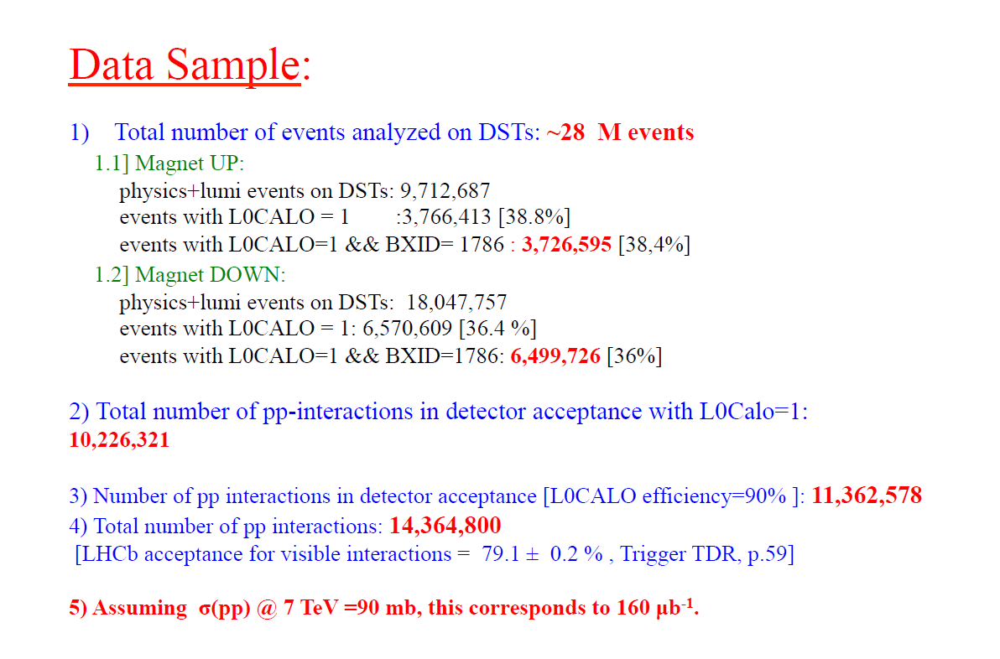 Data Sample:
1) Total number of events analyzed on DSTs: ~28 M events
1.1] Magnet UP:
physics+lumi events on DSTs: 9,712,687
events with L0CALO = 1 :3,766,413 [38.8%]
events with L0CALO=1 && BXID= 1786 : 3,726,595 [38,4%]
1.2] Magnet DOWN:
physics+lumi events on DSTs: 18,047,757
events with L0CALO = 1: 6,570,609 [36.4 %]
events with L0CALO=1 && BXID=1786: 6,499,726 [36%]
2) Total number of pp-interactions in detector acceptance with L0Calo=1:
10,226,321
3) Number of pp interactions in detector acceptance [L0CALO efficiency=90% ]: 11,362,578
4) Total number of pp interactions: 14,364,800
[LHCb acceptance for visible interactions = 79.1 ± 0.2 % , Trigger TDR, p.59]
5) Assuming σ(pp) @ 7 TeV =90 mb, this corresponds to 160 μb⁻¹.